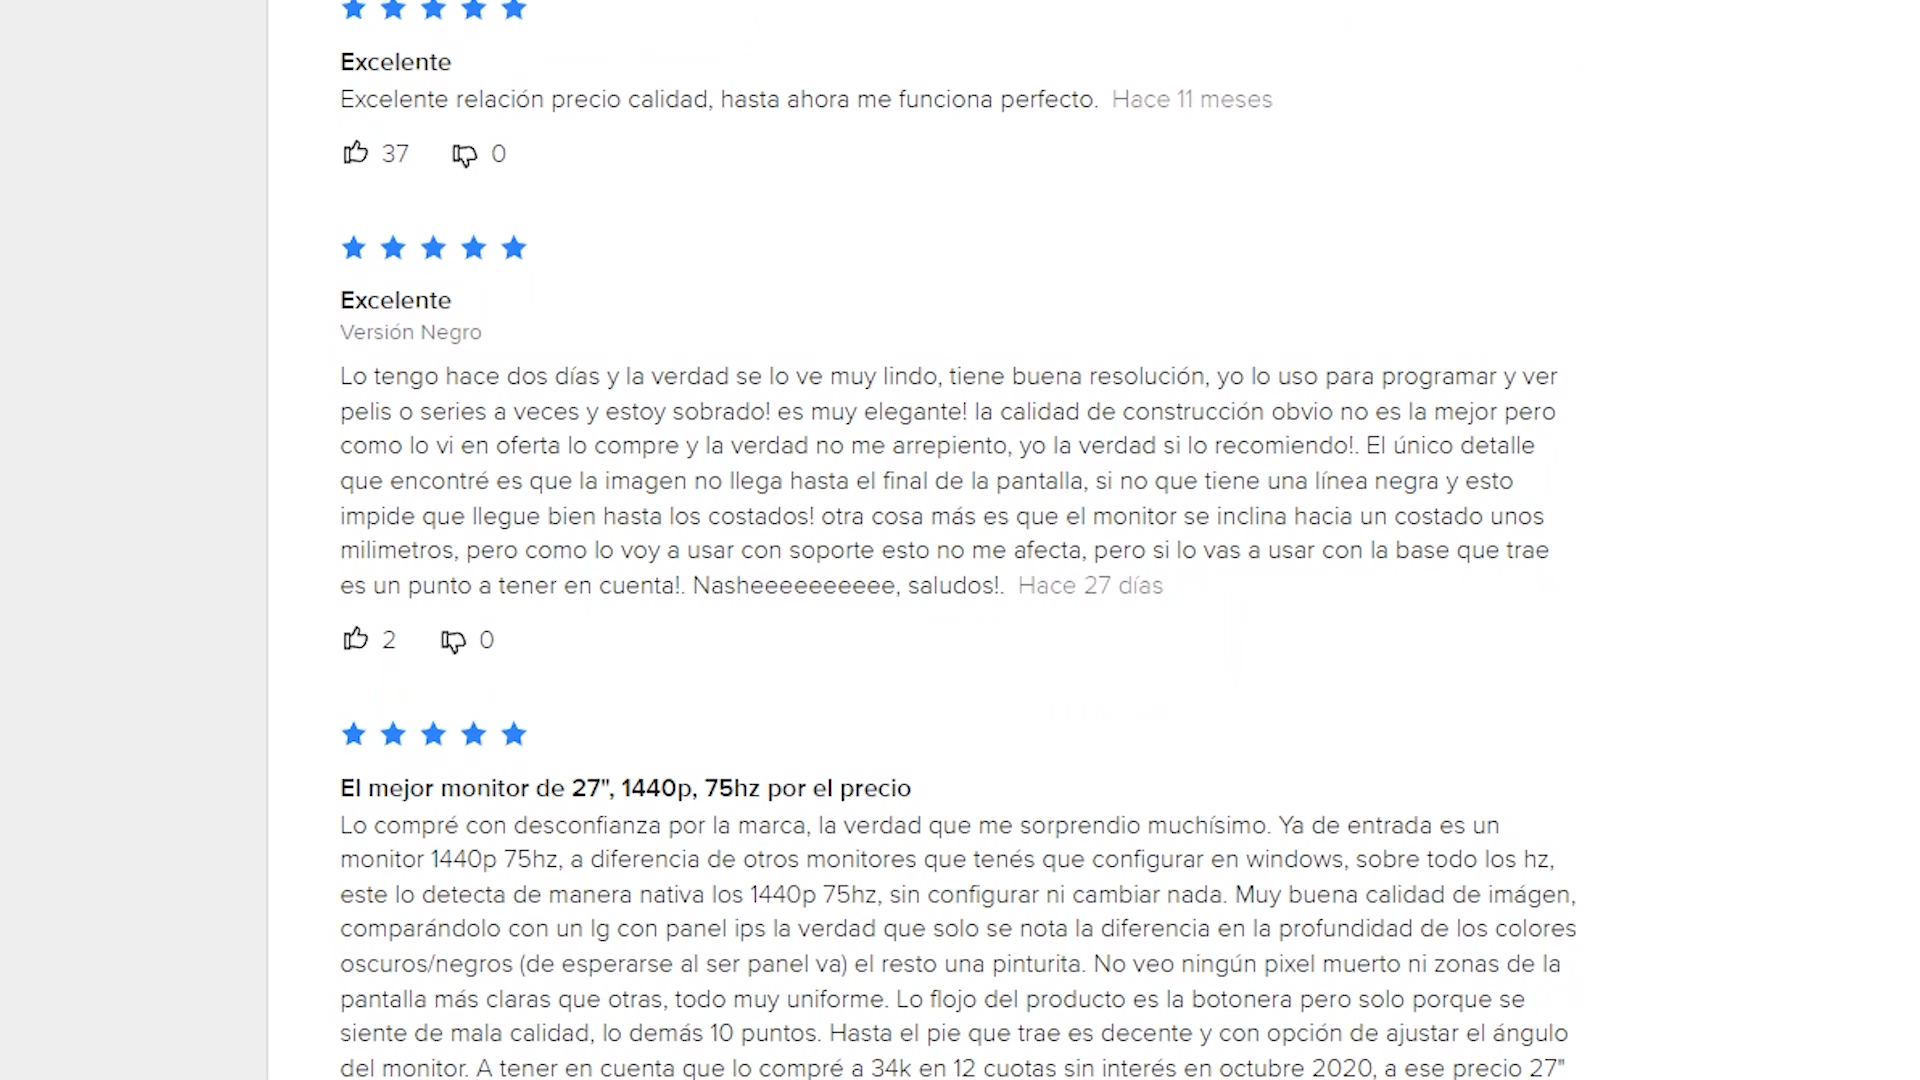 Excelente
Excelente relación precio calidad, hasta ahora me funciona perfecto. Hace 11 meses
37 0
Excelente
Versión Negro
Lo tengo hace dos días y la verdad se lo ve muy lindo, tiene buena resolución, yo lo uso para programar y ver
pelis o series a veces y estoy sobrado! es muy elegante! la calidad de construcción obvio no es la mejor pero
como lo vi en oferta lo compre y la verdad no me arrepiento, yo la verdad si lo recomiendo!. El único detalle
que encontré es que la imagen no llega hasta el final de la pantalla, si no que tiene una línea negra y esto
impide que llegue bien hasta los costados! otra cosa más es que el monitor se inclina hacia un costado unos
milimetros, pero como lo voy a usar con soporte esto no me afecta, pero si lo vas a usar con la base que trae
es un punto a tener en cuenta!. Nasheeeeeeeeee, saludos!. Hace 27 días
2 0
El mejor monitor de 27", 1440p, 75hz por el precio
Lo compré con desconfianza por la marca, la verdad que me sorprendio muchísimo. Ya de entrada es un
monitor 1440p 75hz, a diferencia de otros monitores que tenés que configurar en windows, sobre todo los hz,
este lo detecta de manera nativa los 1440p 75hz, sin configurar ni cambiar nada. Muy buena calidad de imágen,
comparándolo con un lg con panel ips la verdad que solo se nota la diferencia en la profundidad de los colores
oscuros/negros (de esperarse al ser panel va) el resto una pinturita. No veo ningún pixel muerto ni zonas de la
pantalla más claras que otras, todo muy uniforme. Lo flojo del producto es la botonera pero solo porque se
siente de mala calidad, lo demás 10 puntos. Hasta el pie que trae es decente y con opción de ajustar el ángulo
del monitor. A tener en cuenta que lo compré a 34k en 12 cuotas sin interés en octubre 2020, a ese precio 27"